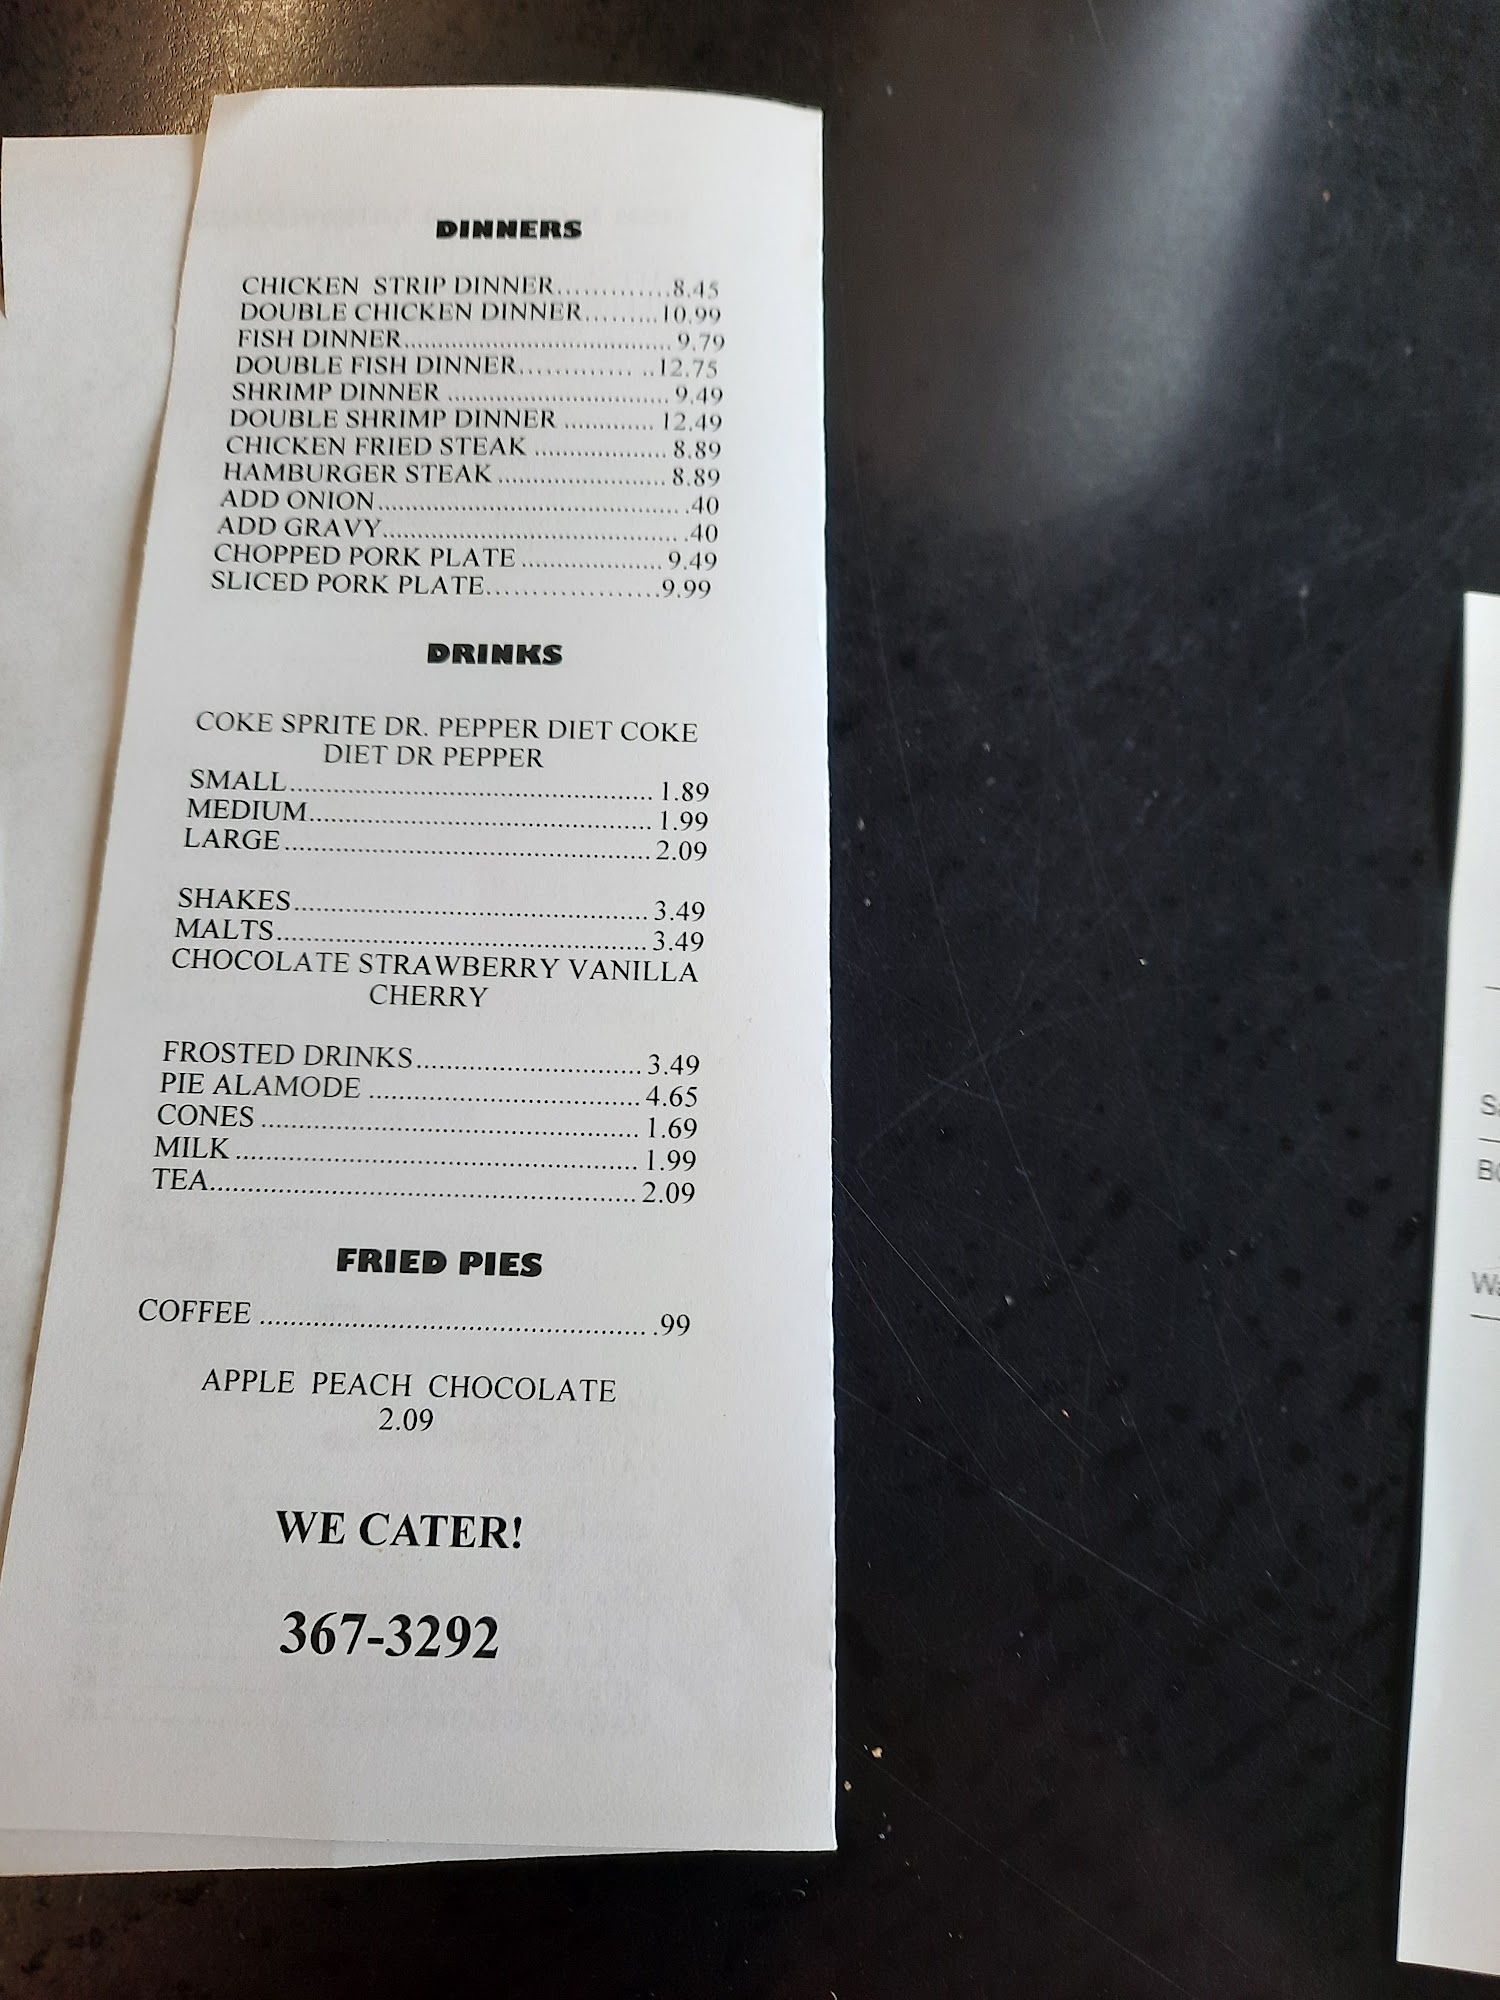 DINNERS
CHICKEN STRIP DINNER.............8.45
DOUBLE CHICKEN DINNER.........10.99
FISH DINNER........................................ 9.79
DOUBLE FISH DINNER............. ..12.75
SHRIMP DINNER ................................. 9.49
DOUBLE SHRIMP DINNER ............. 12.49
CHICKEN FRIED STEAK .................... 8.89
HAMBURGER STEAK ......................... 8.89
ADD ONION............................................. .40
ADD GRAVY............................................ .40
CHOPPED PORK PLATE ..................... 9.49
SLICED PORK PLATE....................9.99
DRINKS
COKE SPRITE DR. PEPPER DIET COKE
DIET DR PEPPER
SMALL.................................................... 1.89
MEDIUM................................................. 1.99
LARGE.................................................... 2.09
SHAKES.................................................. 3.49
MALTS.................................................... 3.49
CHOCOLATE STRAWBERRY VANILLA
CHERRY
FROSTED DRINKS................................ 3.49
PIE ALAMODE ...................................... 4.65
CONES .................................................... 1.69
MILK ....................................................... 1.99
TEA.......................................................... 2.09
FRIED PIES
COFFEE ................................................... .99
APPLE PEACH CHOCOLATE
2.09
WE CATER!
367-3292